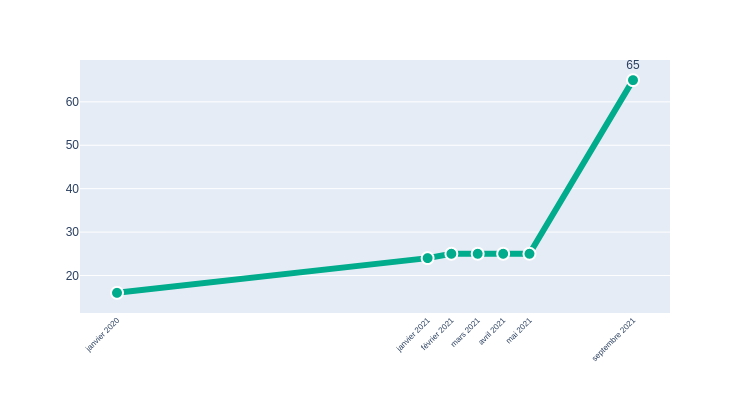 65
60
50
40
30
20
janvier 2020
janvier 2021
février 2021
mars 2021
avril 2021
mai 2021
septembre 2021